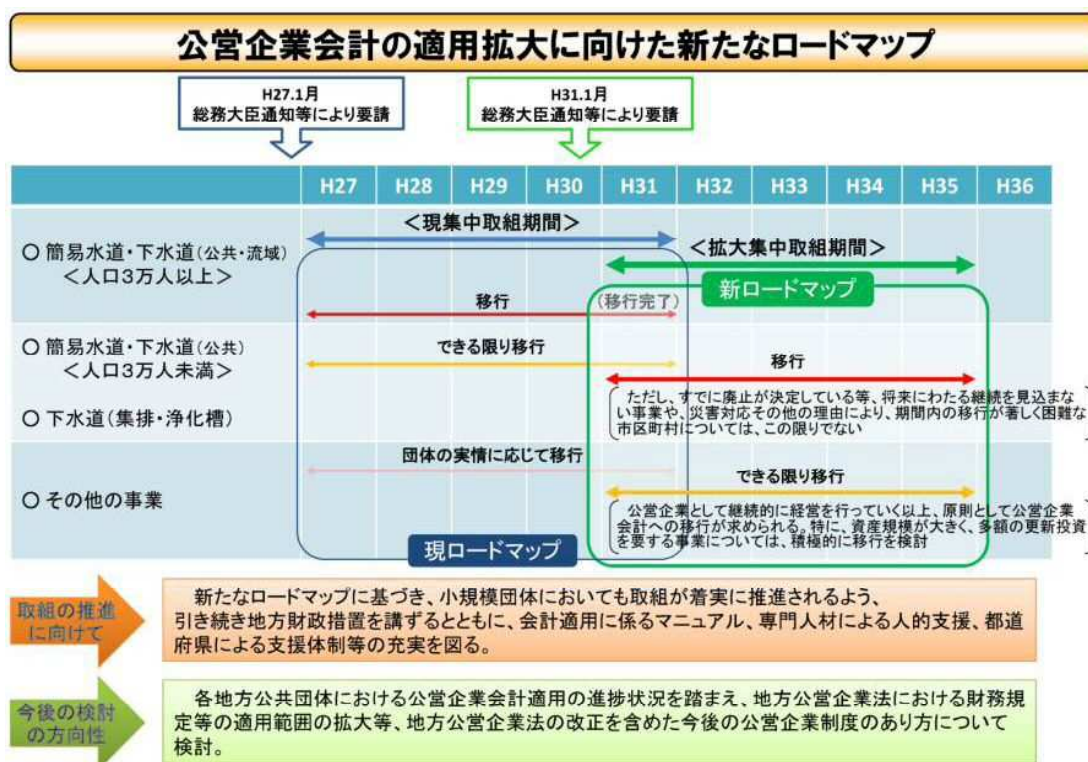 公営企業会計の適用拡大に向けた新たなロードマップ
H27.1月
総務大臣通知等により要請
H31.1月
総務大臣通知等により要請
H27 H28 H29 H30 H31 H32 H33 H34 H35 H36
＜現集中取組期間＞
＜拡大集中取組期間＞
○ 簡易水道・下水道(公共・流域)
＜人口3万人以上＞
新ロードマップ
移行
(移行完了)
○ 簡易水道・下水道(公共)
＜人口3万人未満＞
できる限り移行
移行
○ 下水道(集排・浄化槽)
ただし、すでに廃止が決定している等、将来にわたる継続を見込まな
い事業や、災害対応その他の理由により、期間内の移行が著しく困難な
市区町村については、この限りでない
団体の実情に応じて移行
○ その他の事業
できる限り移行
公営企業として継続的に経営を行っていく以上、原則として公営企業
会計への移行が求められる。特に、資産規模が大きく、多額の更新投資
を要する事業については、積極的に移行を検討
現ロードマップ
取組の推進
に向けて
新たなロードマップに基づき、小規模団体においても取組が着実に推進されるよう、
引き続き地方財政措置を講ずるとともに、会計適用に係るマニュアル、専門人材による人的支援、都道
府県による支援体制等の充実を図る。
今後の検討
の方向性
各地方公共団体における公営企業会計適用の進捗状況を踏まえ、地方公営企業法における財務規
定等の適用範囲の拡大等、地方公営企業法の改正を含めた今後の公営企業制度のあり方について
検討。